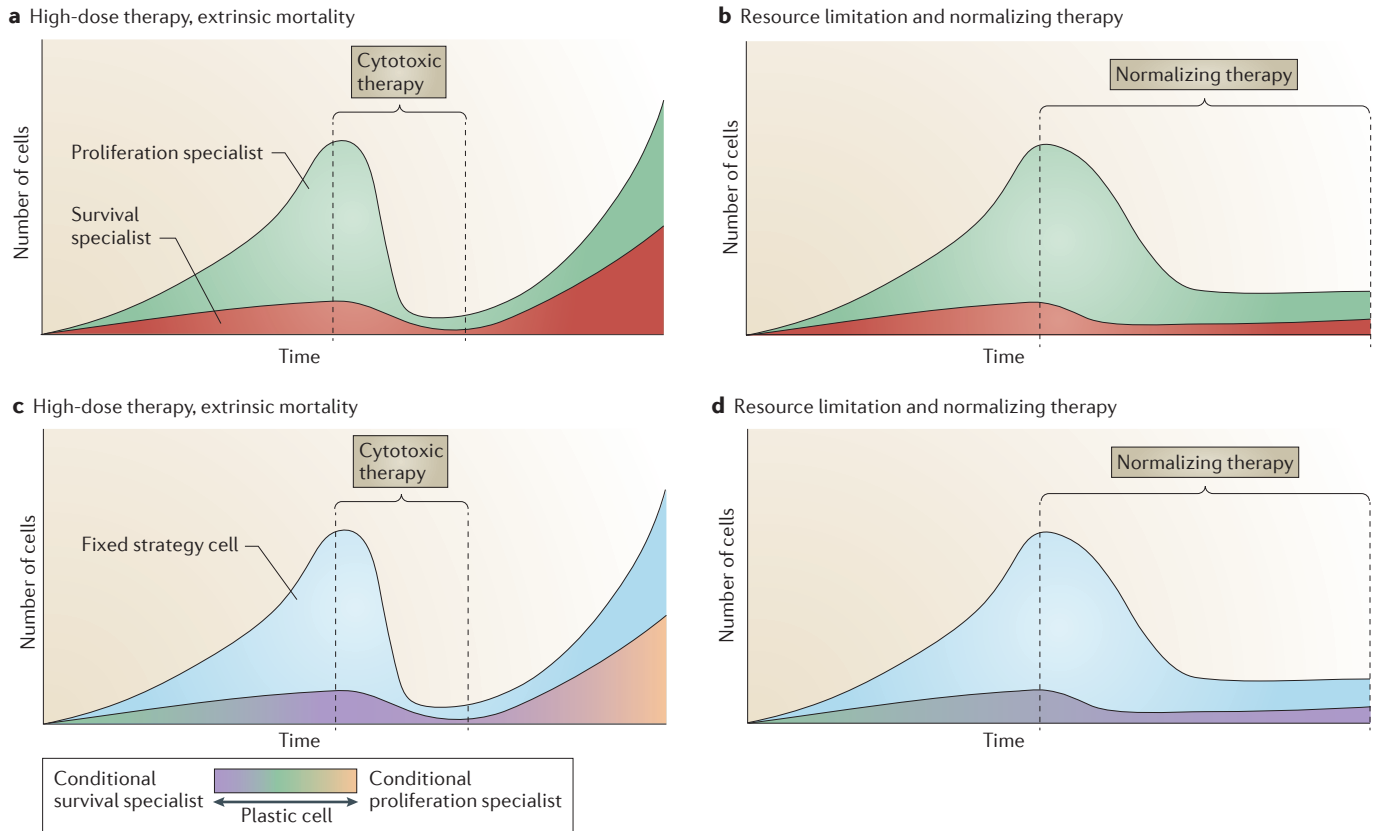 a High-dose therapy, extrinsic mortality
Cytotoxic
therapy
Proliferation specialist
Survival
specialist
Number of cells
Time
b Resource limitation and normalizing therapy
Normalizing therapy
Number of cells
Time
c High-dose therapy, extrinsic mortality
Cytotoxic
therapy
Fixed strategy cell
Number of cells
Time
d Resource limitation and normalizing therapy
Normalizing therapy
Number of cells
Time
Conditional
survival specialist
Plastic cell
Conditional
proliferation specialist